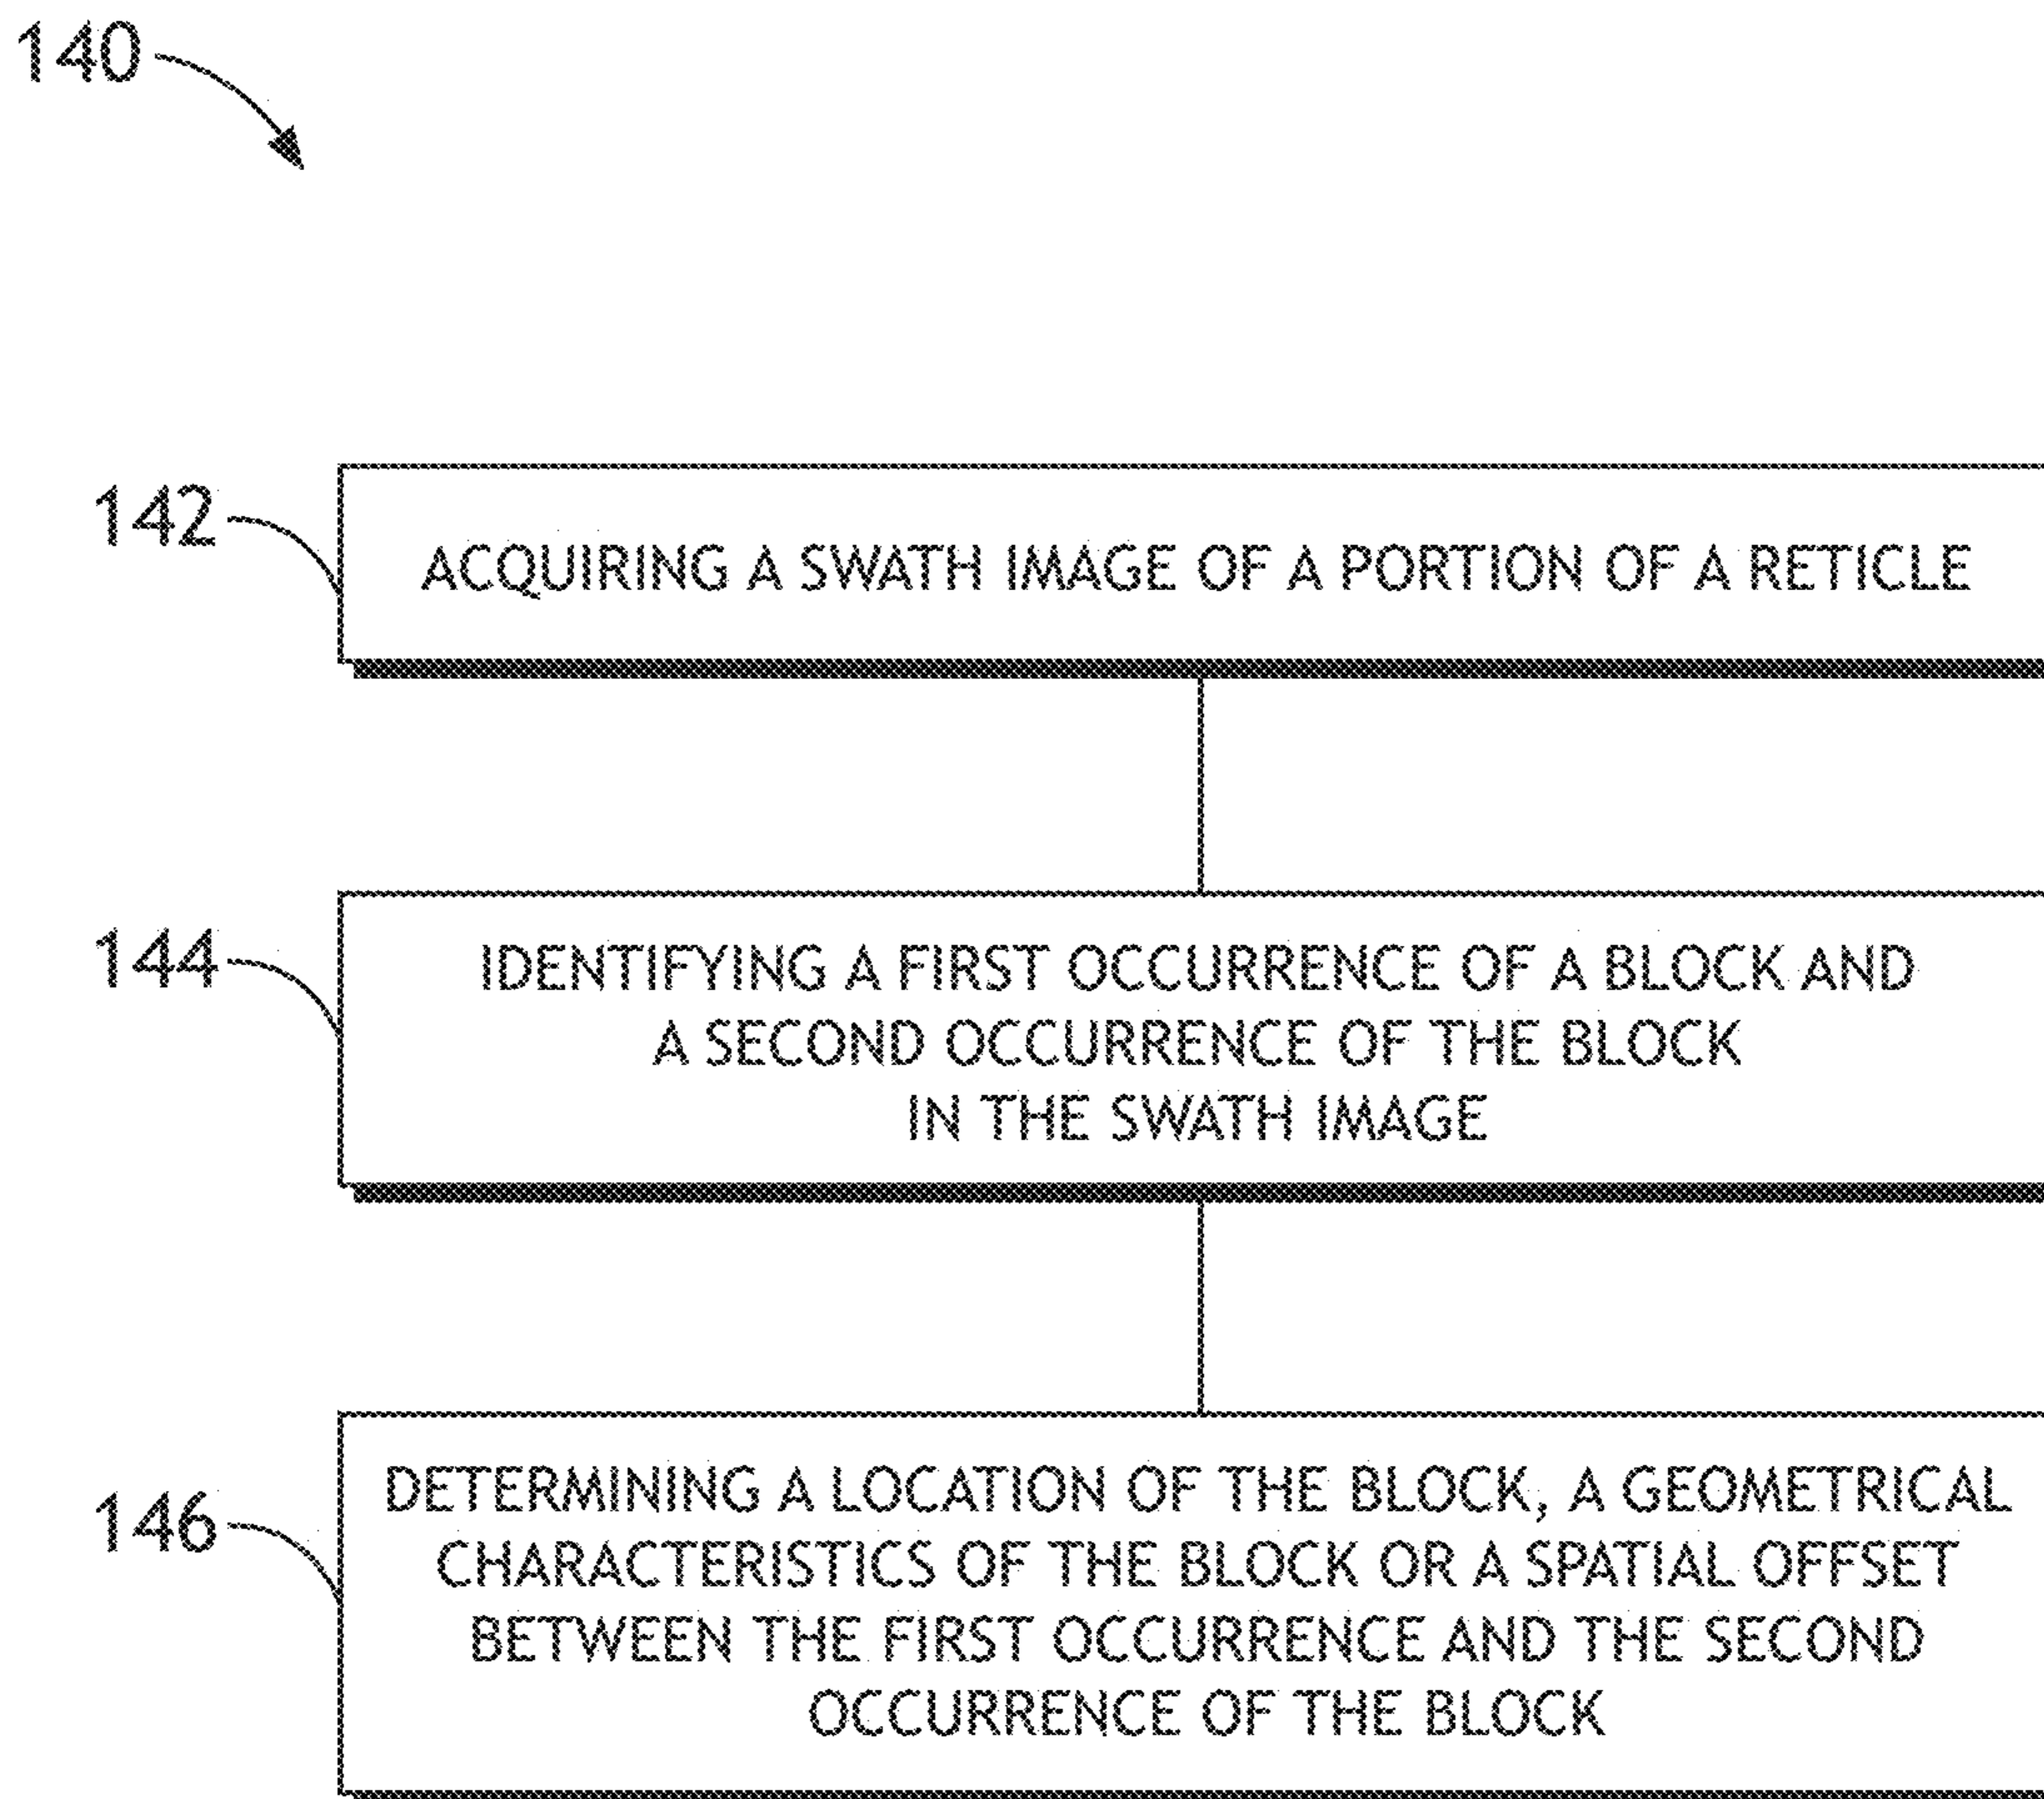 140
142
ACQUIRING A SWATH IMAGE OF A PORTION OF A RETICLE
144
IDENTIFYING A FIRST OCCURRENCE OF A BLOCK AND
A SECOND OCCURRENCE OF THE BLOCK
IN THE SWATH IMAGE
146
DETERMINING A LOCATION OF THE BLOCK, A GEOMETRICAL
CHARACTERISTICS OF THE BLOCK OR A SPATIAL OFFSET
BETWEEN THE FIRST OCCURRENCE AND THE SECOND
OCCURRENCE OF THE BLOCK